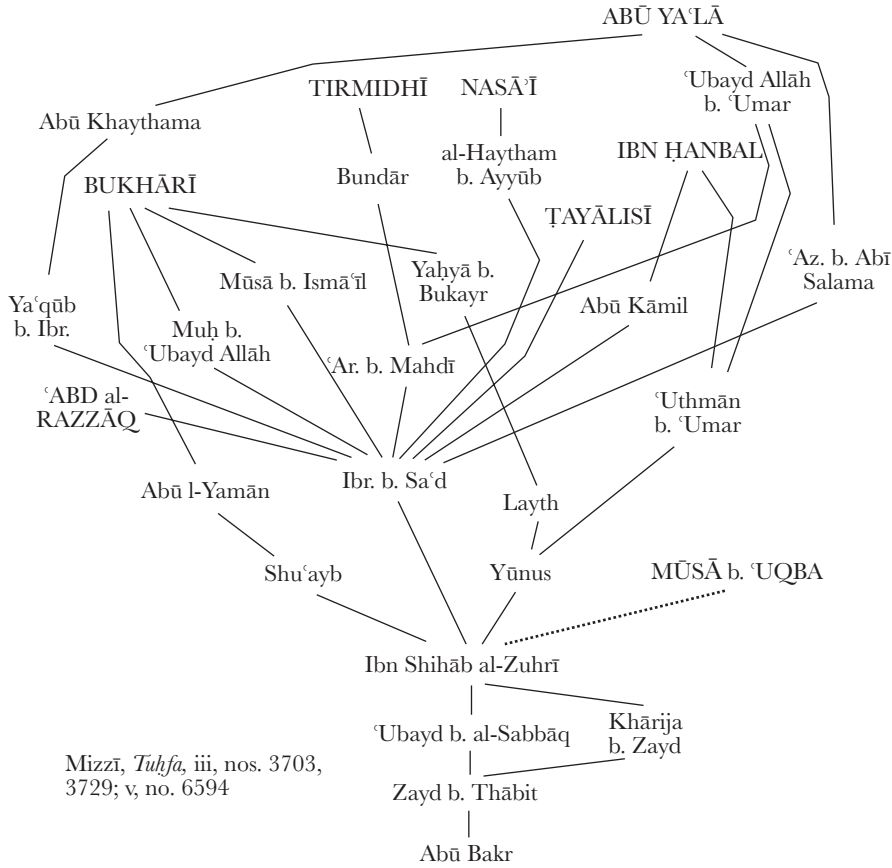 ABŪ YAʿLĀ
TIRMIDHĪ
NASĀʾĪ
ʿUbayd Allāh
b. ʿUmar
Abū Khaythama
IBN ḤANBAL
al-Haytham
b. Ayyūb
Bundār
BUKHĀRĪ
ṬAYĀLISĪ
ʿAz. b. Abī
Salama
Yaḥyā b.
Bukayr
Mūsā b. Ismāʿīl
Abū Kāmil
Yaʿqūb
b. Ibr.
Muḥ b.
ʿUbayd Allāh
ʿAr. b. Mahdī
ʿABD al-
RAZZĀQ
ʿUthmān
b. ʿUmar
Ibr. b. Saʿd
Abū l-Yamān
Layth
Shuʿayb
Yūnus
MŪSĀ b. ʿUQBA
Ibn Shihāb al-Zuhrī
ʿUbayd b. al-Sabbāq
Khārija
b. Zayd
Mizzī, Tuḥfa, iii, nos. 3703,
3729; v, no. 6594
Zayd b. Thābit
Abū Bakr